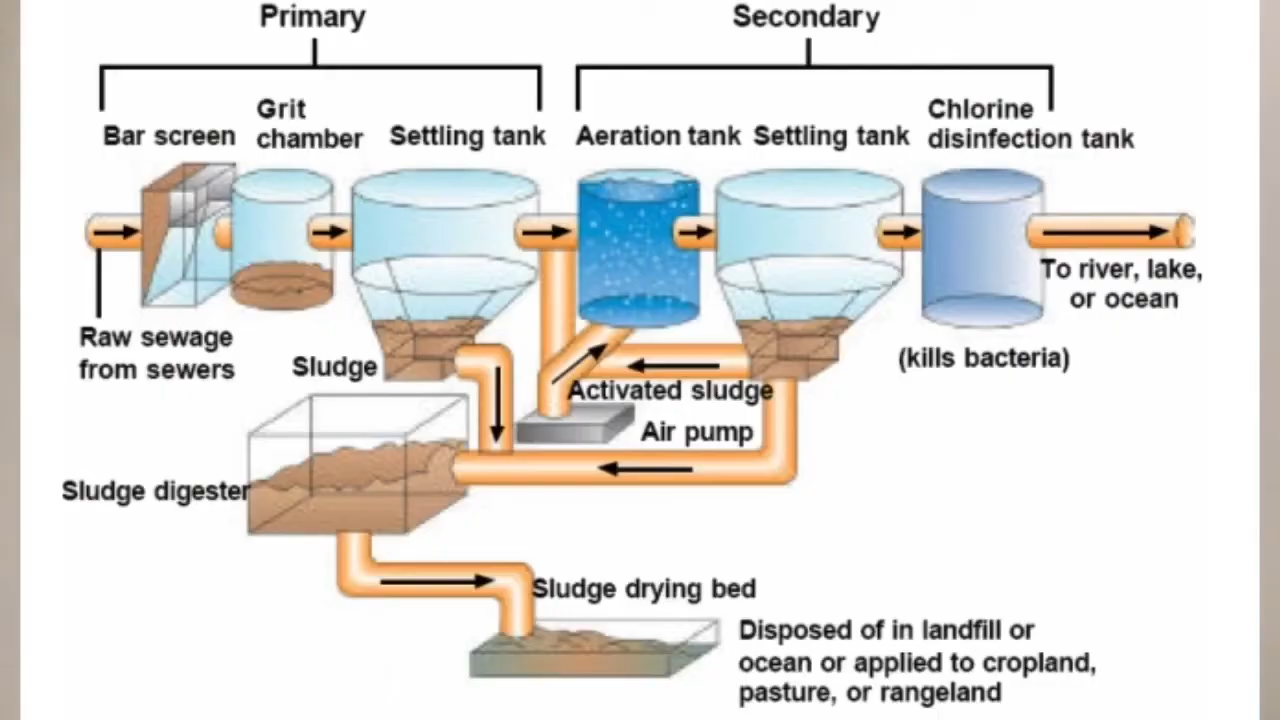 Primary
Secondary
Bar screen
Grit
chamber
Settling tank
Aeration tank
Settling tank
Chlorine
disinfection tank
Raw sewage
from sewers
To river, lake,
or ocean
(kills bacteria)
Sludge
Activated sludge
Air pump
Sludge digester
Sludge drying bed
Disposed of in landfill or
ocean or applied to cropland,
pasture, or rangeland